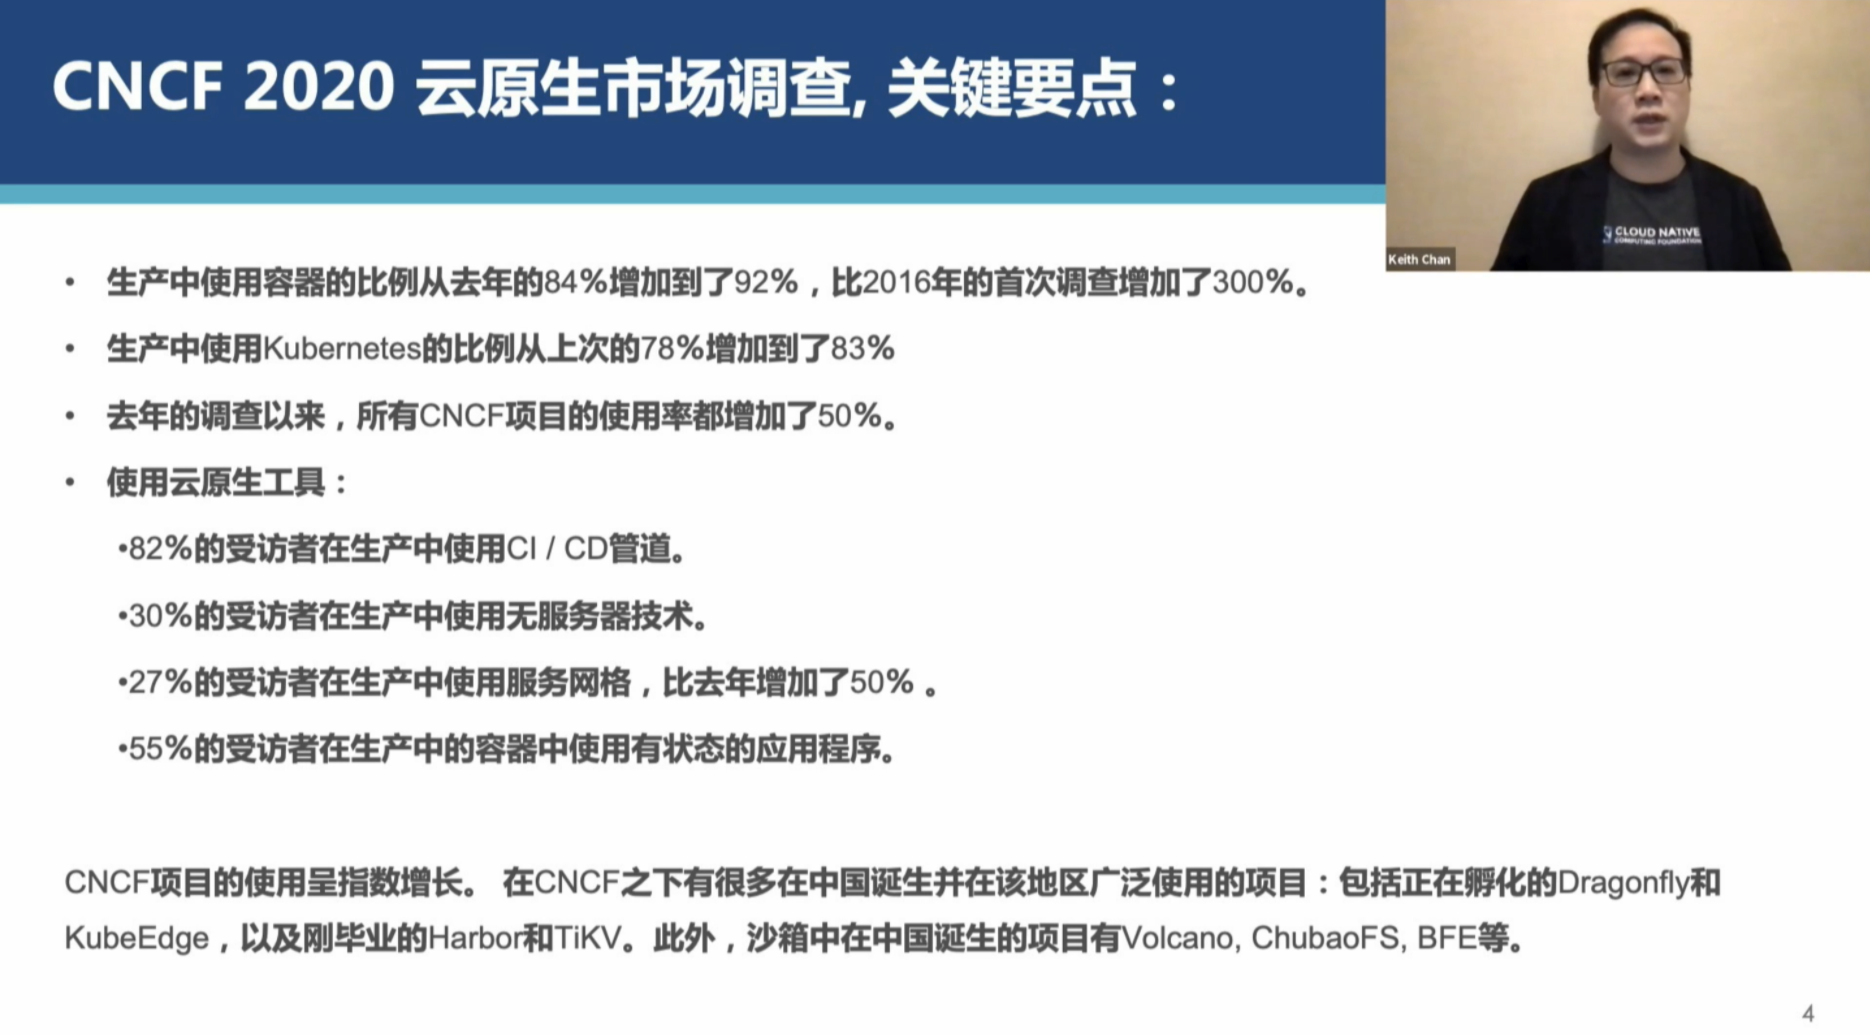 CNCF 2020 云原生市场调查, 关键要点：
CLOUD NATIVE
COMPUTING FOUNDATION
Keith Chan
• 生产中使用容器的比例从去年的84%增加到了92%，比2016年的首次调查增加了300%。
• 生产中使用Kubernetes的比例从上次的78%增加到了83%
• 去年的调查以来，所有CNCF项目的使用率都增加了50%。
• 使用云原生工具：
•82%的受访者在生产中使用CI / CD管道。
•30%的受访者在生产中使用无服务器技术。
•27%的受访者在生产中使用服务网格，比去年增加了50% 。
•55%的受访者在生产中的容器中使用有状态的应用程序。
CNCF项目的使用呈指数增长。 在CNCF之下有很多在中国诞生并在该地区广泛使用的项目：包括正在孵化的Dragonfly和
KubeEdge，以及刚毕业的Harbor和TiKV。此外，沙箱中在中国诞生的项目有Volcano, ChubaoFS, BFE等。
4